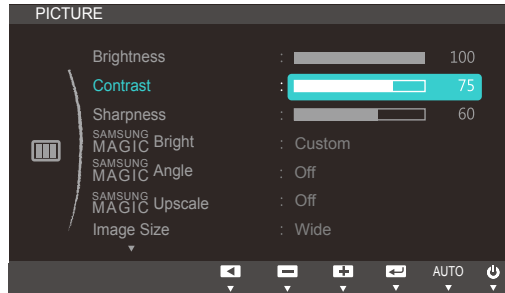 PICTURE
Brightness : 100
Contrast : 75
Sharpness : 60
SAMSUNG MAGIC Bright : Custom
SAMSUNG MAGIC Angle : Off
SAMSUNG MAGIC Upscale : Off
Image Size : Wide
AUTO